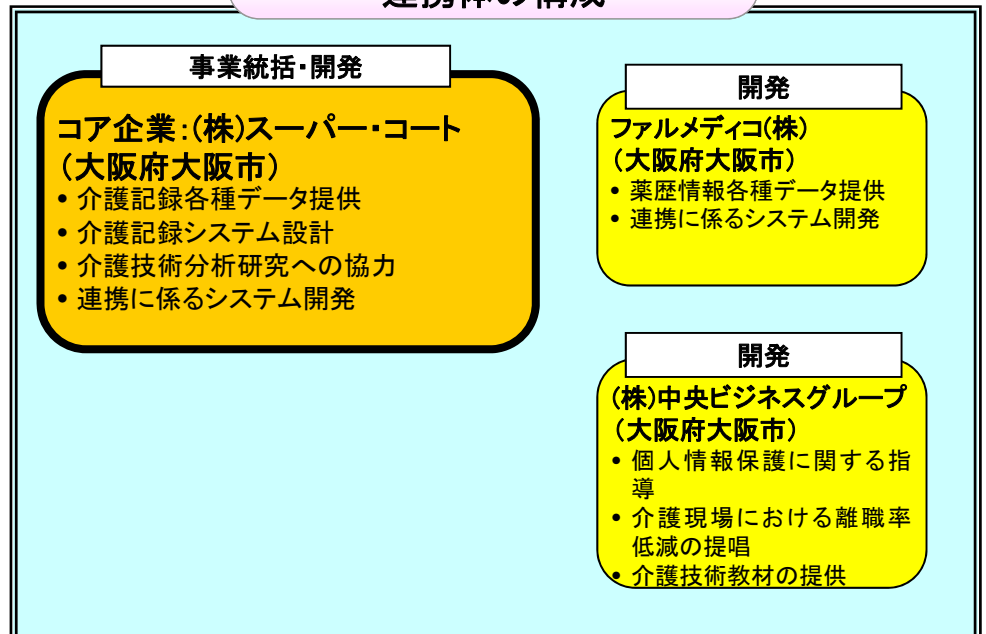 連携体の構成
事業統括・開発
コア企業：(株)スーパー・コート
（大阪府大阪市）
• 介護記録各種データ提供
• 介護記録システム設計
• 介護技術分析研究への協力
• 連携に係るシステム開発
開発
ファルメディコ(株)
（大阪府大阪市）
• 薬歴情報各種データ提供
• 連携に係るシステム開発
開発
(株)中央ビジネスグループ
（大阪府大阪市）
• 個人情報保護に関する指
導
• 介護現場における離職率
低減の提唱
• 介護技術教材の提供